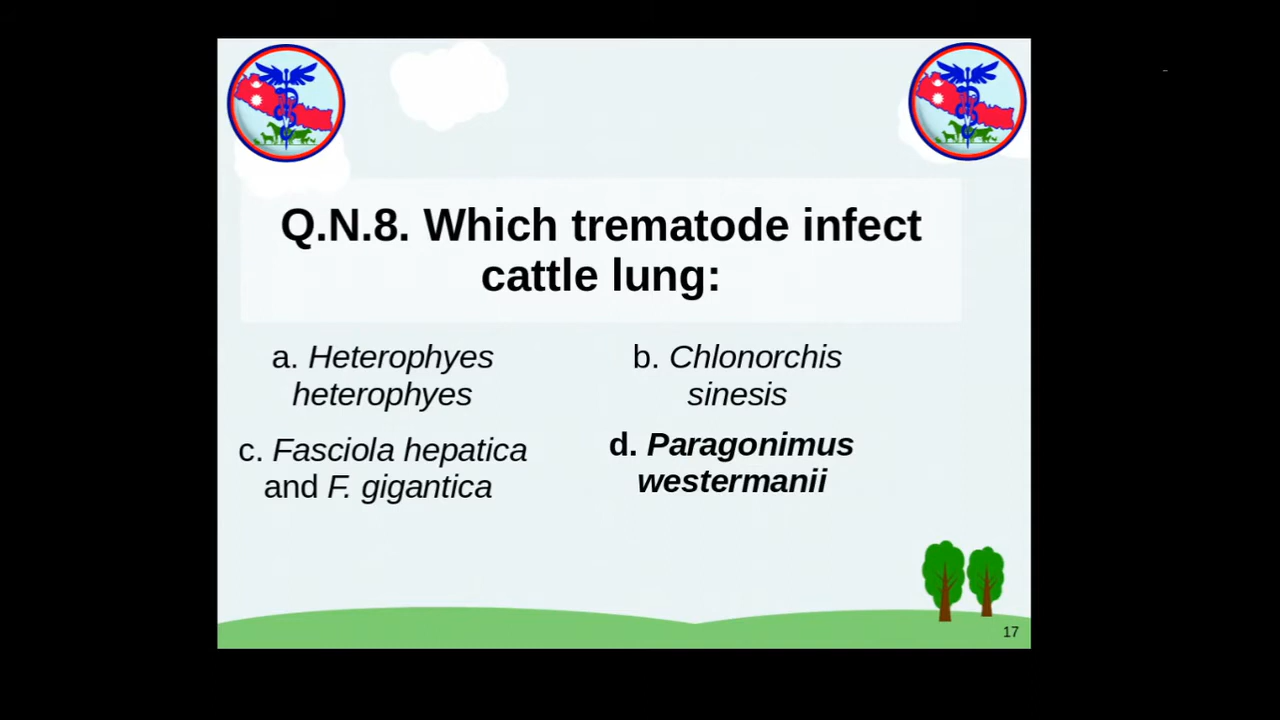 Q.N.8. Which trematode infect
cattle lung:
a. Heterophyes
heterophyes
b. Chlonorchis
sinesis
c. Fasciola hepatica
and F. gigantica
d. Paragonimus
westermanii
17